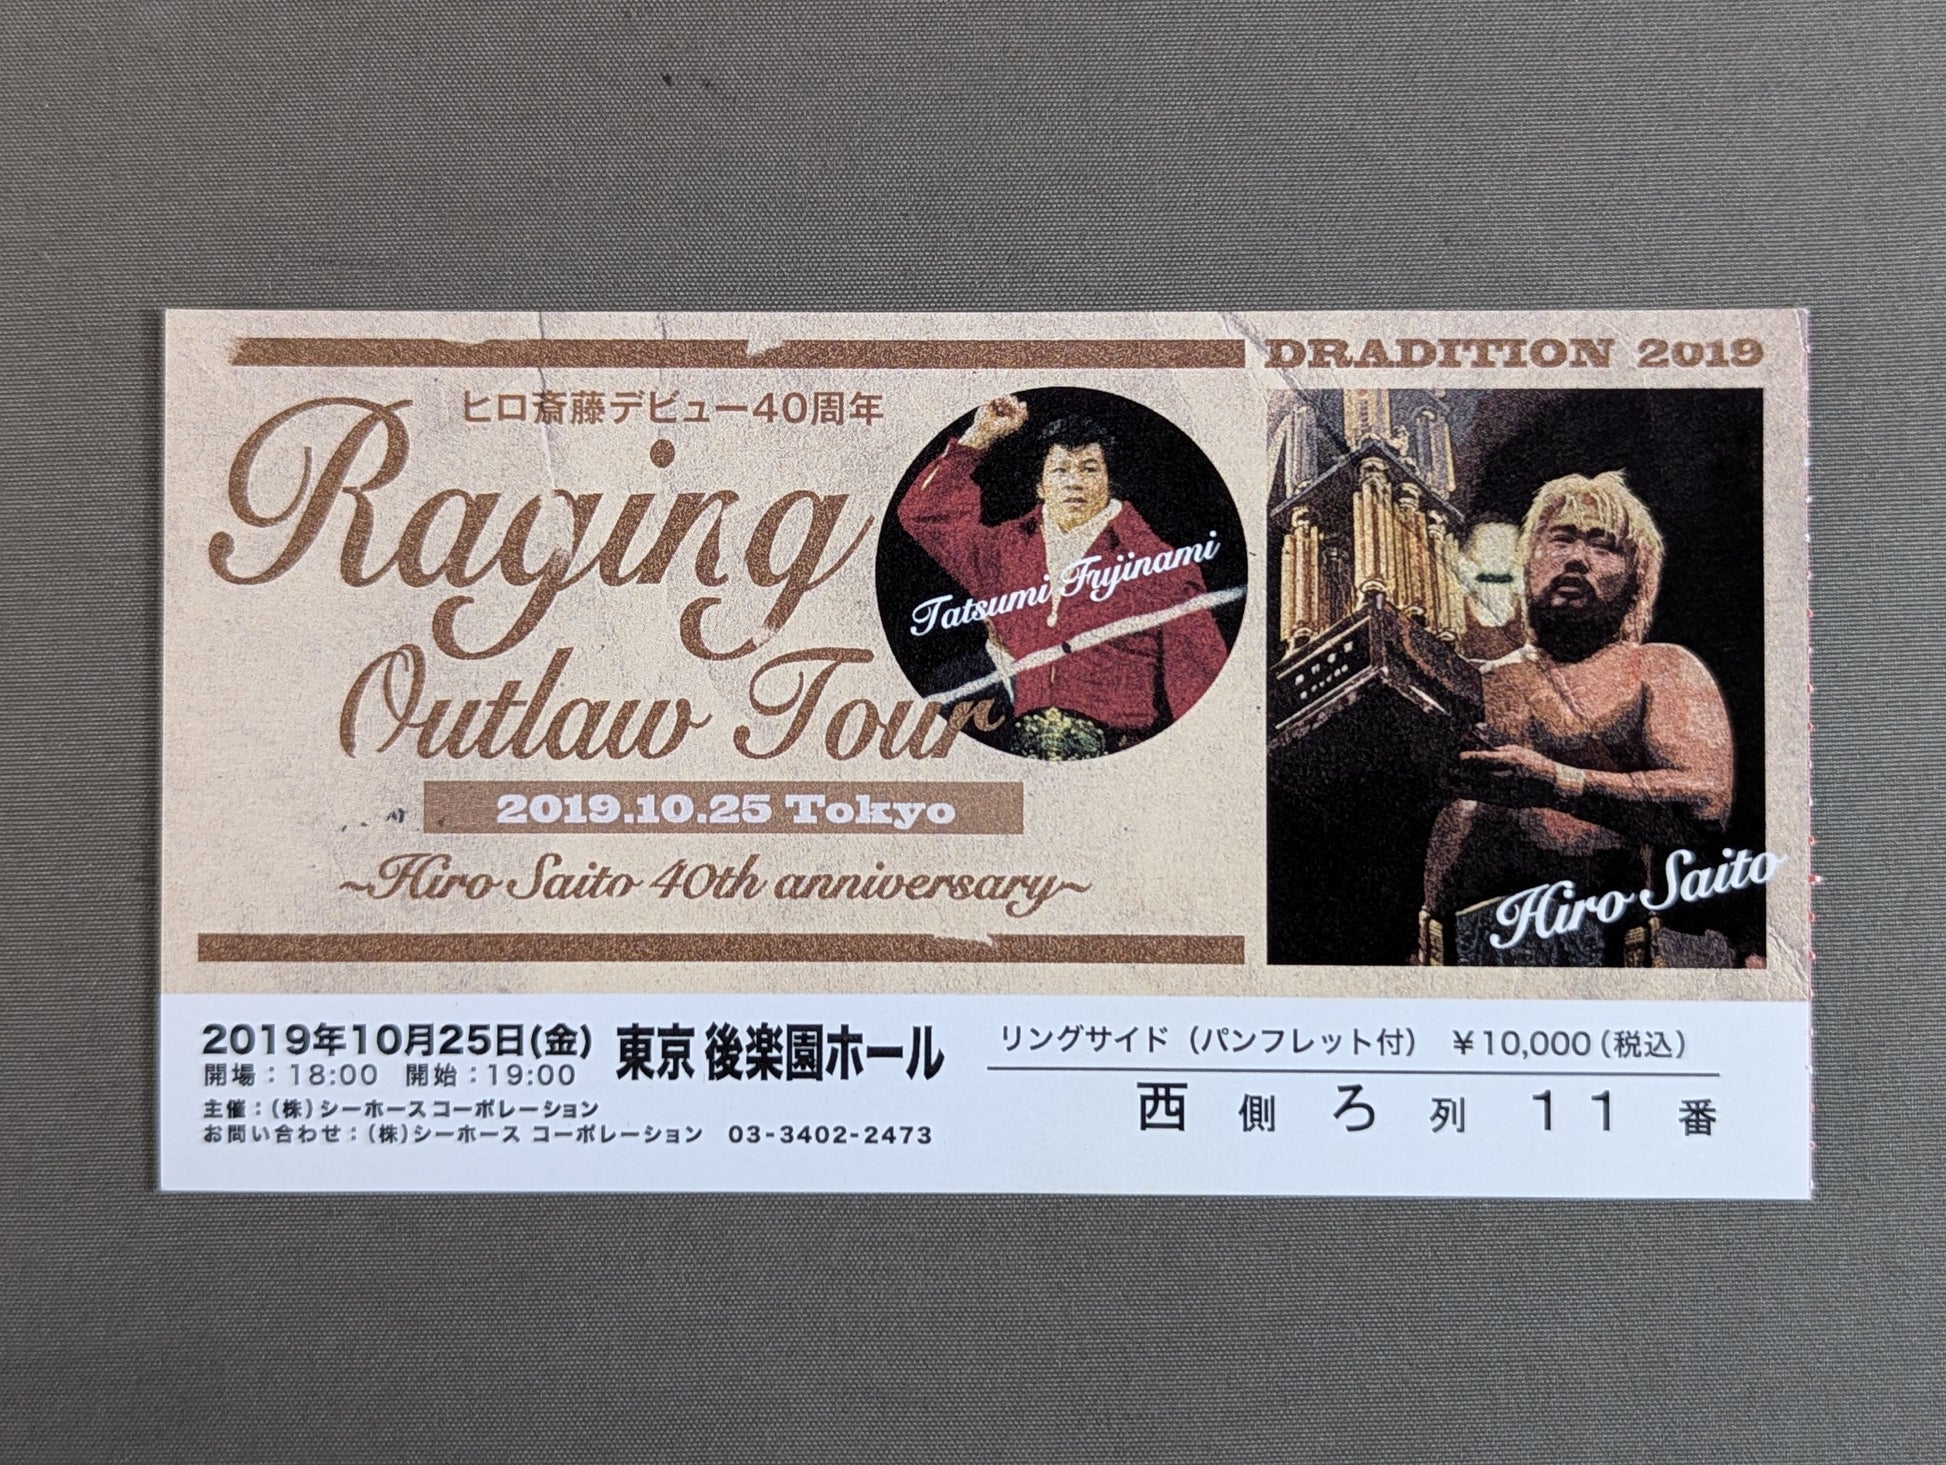 DRADITION 2019
ヒロ斎藤デビュー40周年
Raging
Outlaw Tour
Tatsumi Fujinami
2019.10.25 Tokyo
~Hiro Saito 40th anniversary~
Hiro Saito
2019年10月25日(金) 東京 後楽園ホール
開場：18:00 開始：19:00
主催：(株)シーホースコーポレーション
お問い合わせ：(株)シーホース コーポレーション 03-3402-2473
リングサイド（パンフレット付） ¥10,000(税込)
西 側 ろ 列 11 番